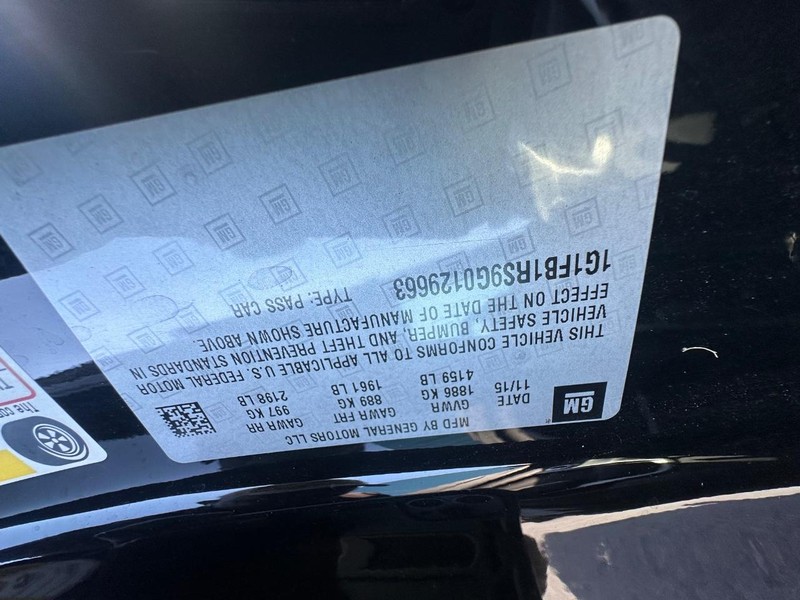 GM
MFD BY GENERAL MOTORS LLC
DATE GVWR GAWR FRT GAWR RR
11/15 1886 KG 889 KG 997 KG
4159 LB 1961 LB 2198 LB
THIS VEHICLE CONFORMS TO ALL APPLICABLE U.S. FEDERAL MOTOR
VEHICLE SAFETY, BUMPER, AND THEFT PREVENTION STANDARDS IN
EFFECT ON THE DATE OF MANUFACTURE SHOWN ABOVE.
1G1FB1RS9G0129663 TYPE: PASS CAR
The